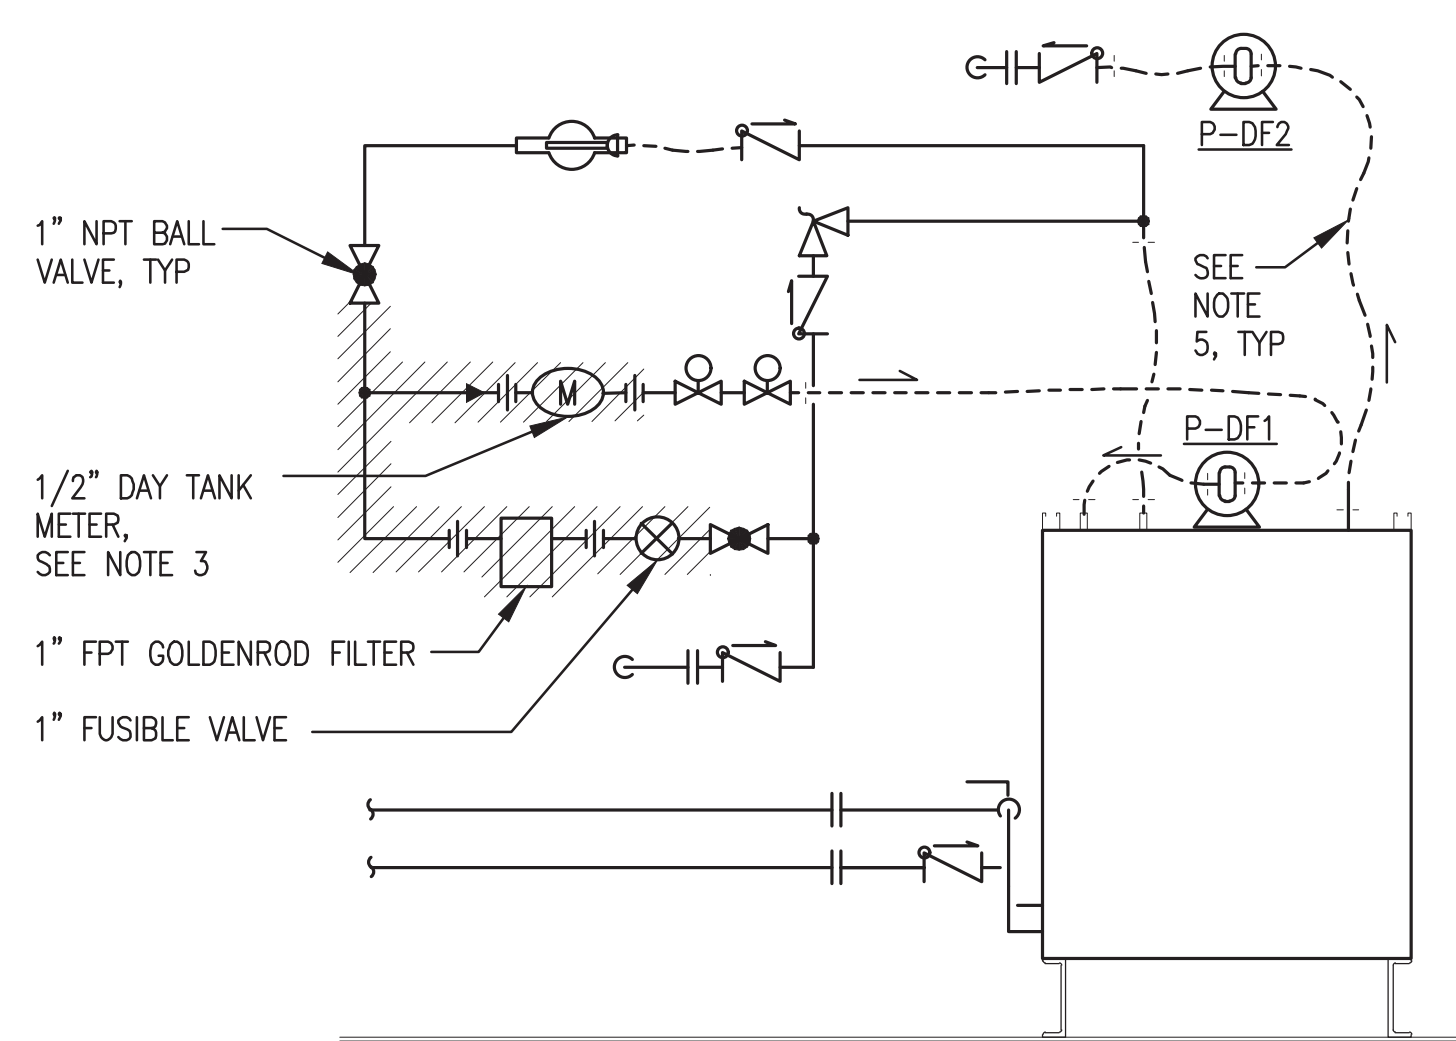 P-DF2
1" NPT BALL
VALVE, TYP
SEE
NOTE
5, TYP
M
P-DF1
1/2" DAY TANK
METER,
SEE NOTE 3
1" FPT GOLDENROD FILTER
1" FUSIBLE VALVE